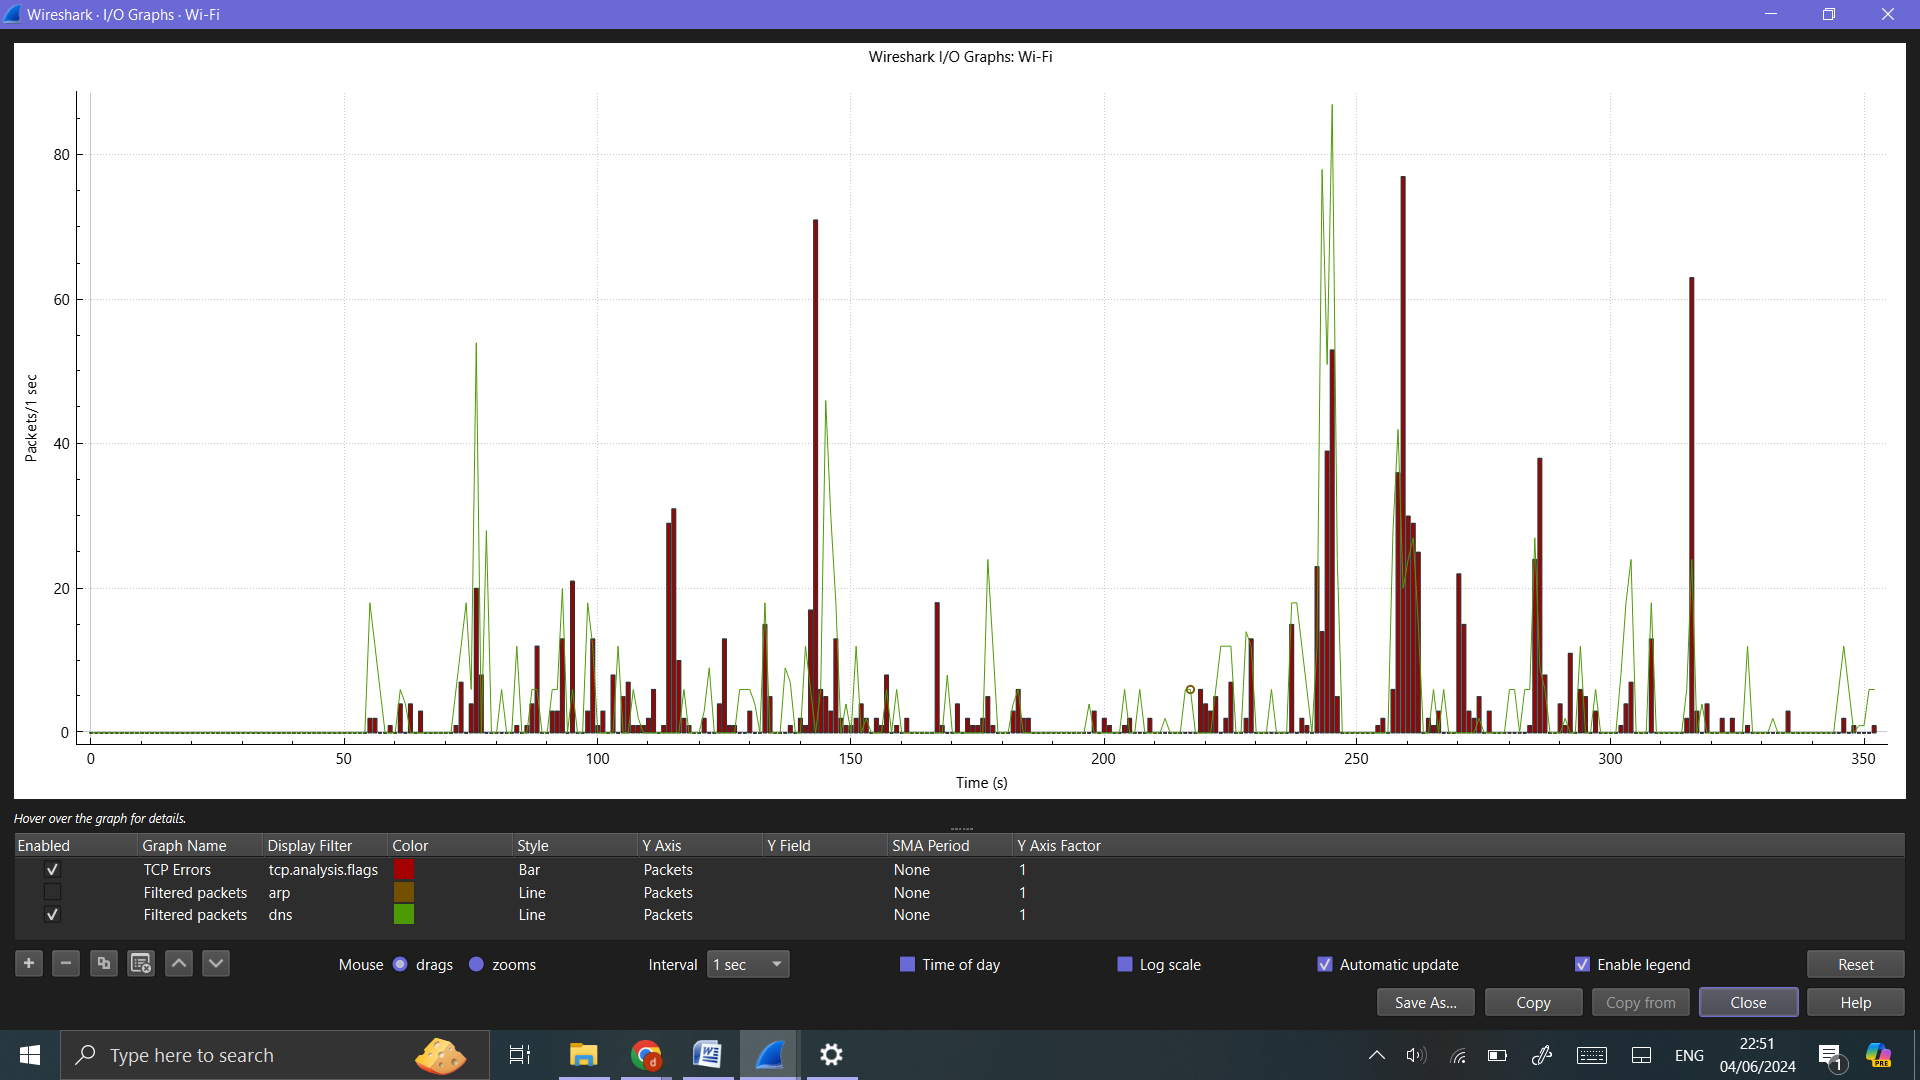 Wireshark · I/O Graphs · Wi-Fi
Wireshark I/O Graphs: Wi-Fi
80
60
40
20
0
Packets/1 sec
0 50 100 150 200 250 300 350
Time (s)
Hover over the graph for details.
Enabled Graph Name Display Filter Color Style Y Axis Y Field SMA Period Y Axis Factor
TCP Errors tcp.analysis.flags Bar Packets None 1
Filtered packets arp Line Packets None 1
Filtered packets dns Line Packets None 1
Mouse drags zooms Interval 1 sec Time of day Log scale Automatic update Enable legend Reset
Save As... Copy Copy from Close Help
Type here to search
d
W
ENG
22:51
04/06/2024
1
PRE